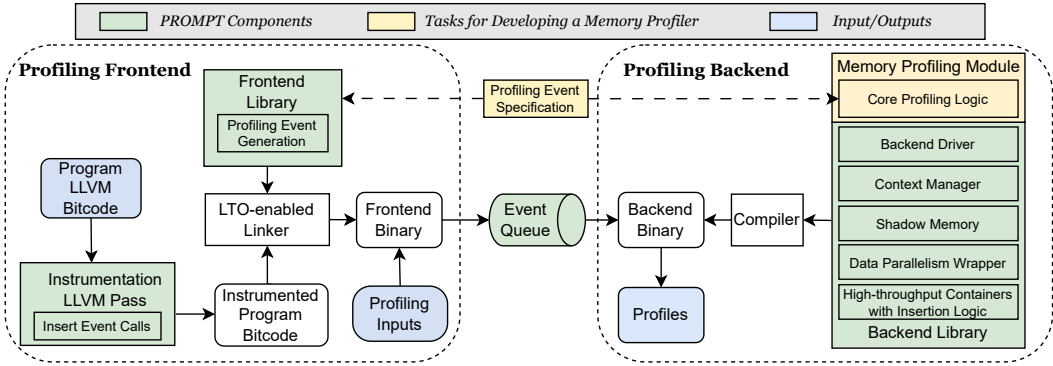 PROMPT Components
Tasks for Developing a Memory Profiler
Input/Outputs
Profiling Frontend
Frontend
Library
Profiling Event
Generation
Program
LLVM
Bitcode
LTO-enabled
Linker
Frontend
Binary
Instrumentation
LLVM Pass
Insert Event Calls
Instrumented
Program
Bitcode
Profiling
Inputs
Profiling Event
Specification
Event
Queue
Profiling Backend
Backend
Binary
Compiler
Profiles
Memory Profiling Module
Core Profiling Logic
Backend Driver
Context Manager
Shadow Memory
Data Parallelism Wrapper
High-throughput Containers
with Insertion Logic
Backend Library